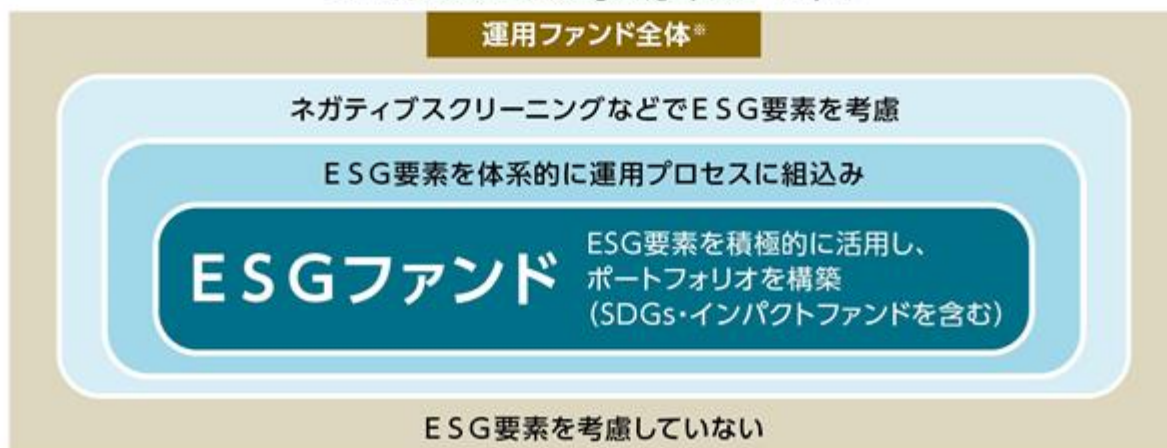 運用ファンド全体※
ネガティブスクリーニングなどでESG要素を考慮
ESG要素を体系的に運用プロセスに組込み
ESGファンド
ESG要素を積極的に活用し、
ポートフォリオを構築
(SDGs・インパクトファンドを含む)
ESG要素を考慮していない